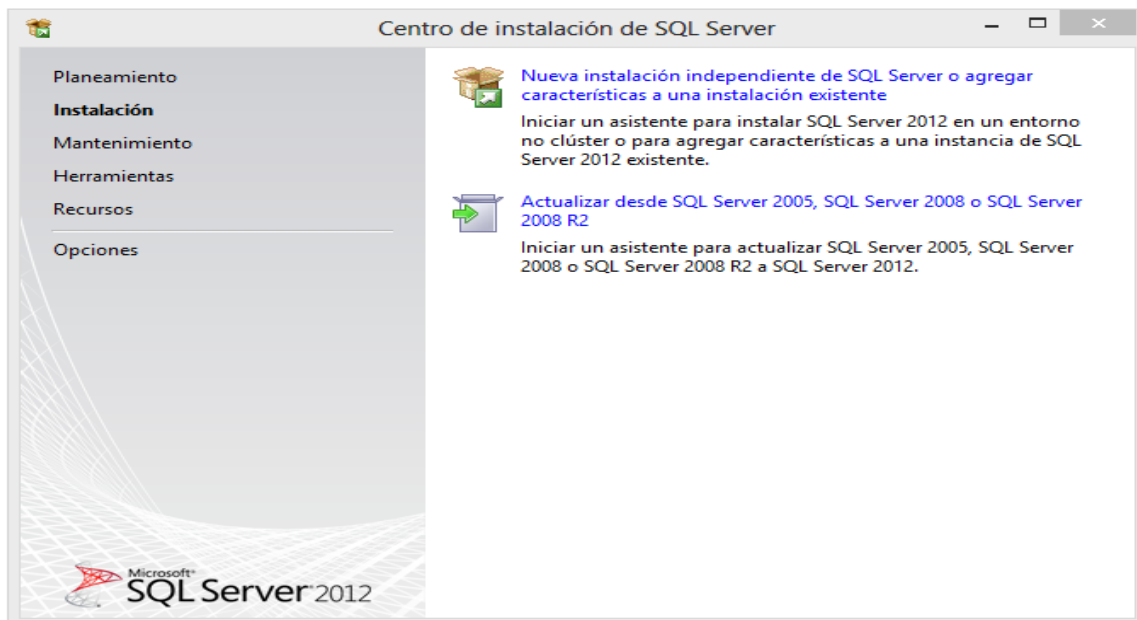 Centro de instalación de SQL Server
Planeamiento
Instalación
Mantenimiento
Herramientas
Recursos
Opciones
Nueva instalación independiente de SQL Server o agregar
características a una instalación existente
Iniciar un asistente para instalar SQL Server 2012 en un entorno
no clúster o para agregar características a una instancia de SQL
Server 2012 existente.
Actualizar desde SQL Server 2005, SQL Server 2008 o SQL Server
2008 R2
Iniciar un asistente para actualizar SQL Server 2005, SQL Server
2008 o SQL Server 2008 R2 a SQL Server 2012.
Microsoft
SQL Server 2012